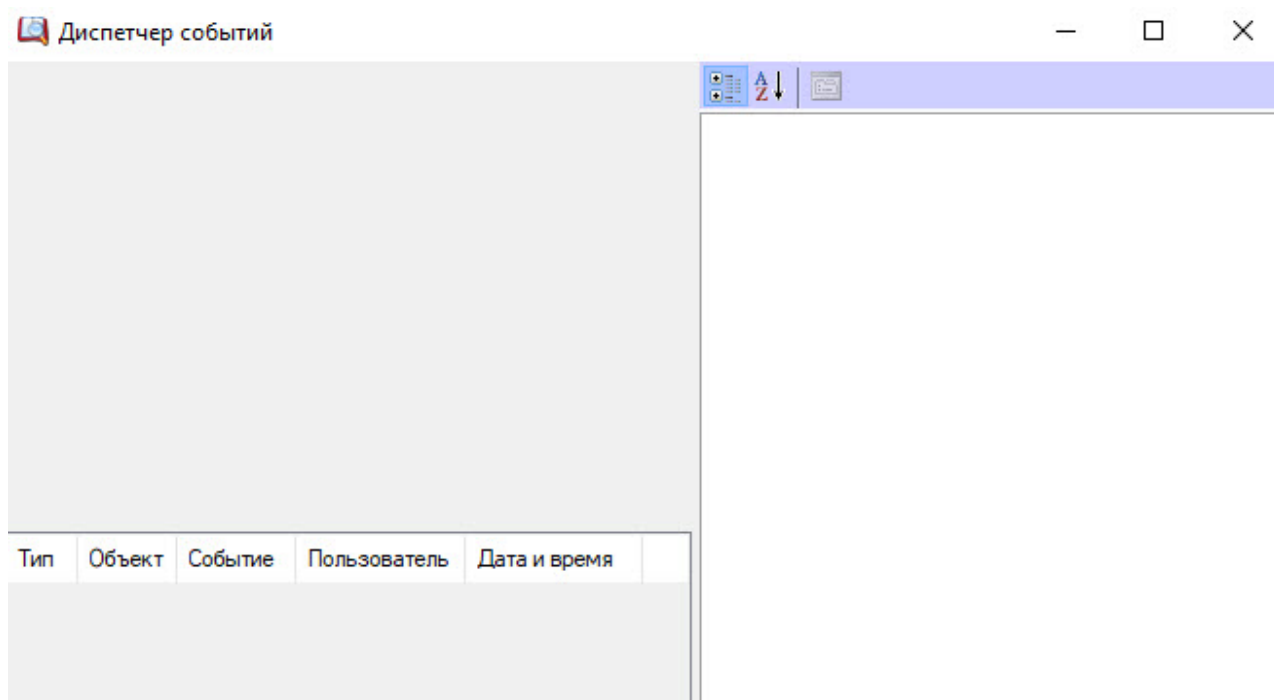 Диспетчер событий
A
Z
Тип Объект Событие Пользователь Дата и время